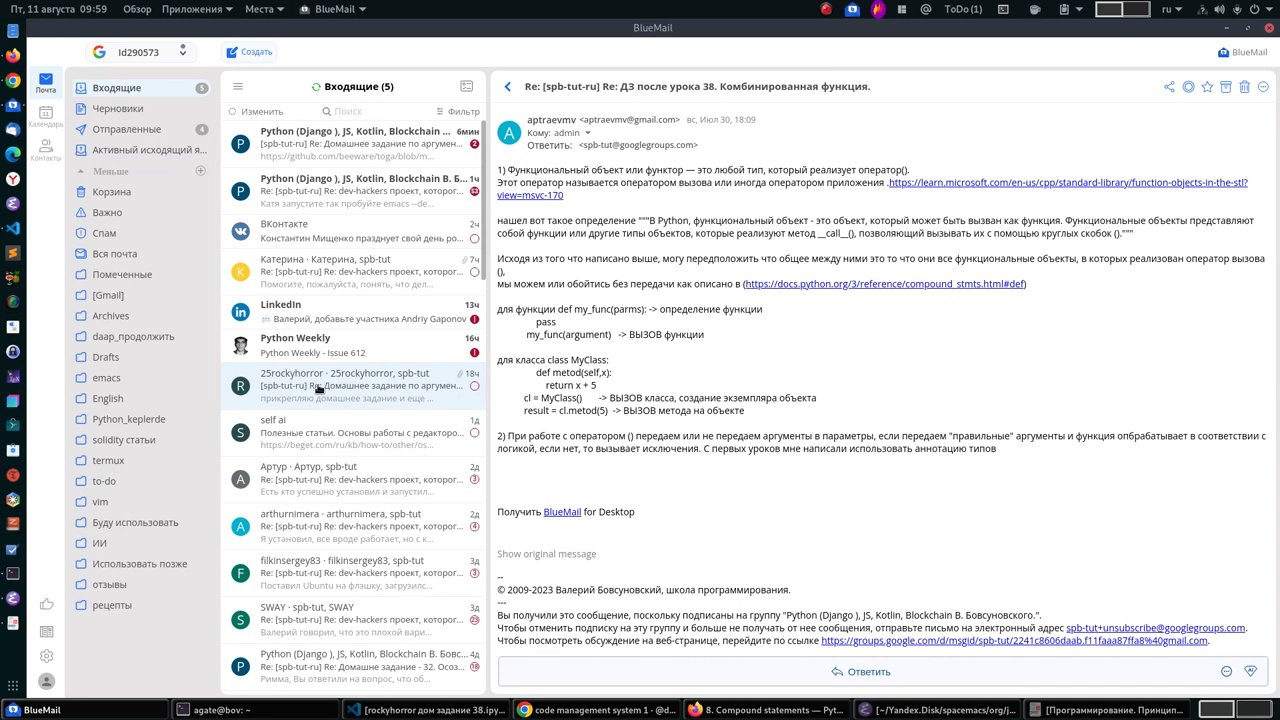 Пт, 11 августа 09:59
Обзор
Приложения
Места
BlueMail
ToDo(1)
ru
BlueMail
Id290573
Создать
BlueMail
Почта
Календарь
Контакты
Входящие
5
Черновики
Отправленные
4
Активный исходящий я...
Меньше
Корзина
Важно
Спам
Вся почта
Помеченные
[Gmail]
Archives
daap_продолжить
Drafts
emacs
English
Python_keplerde
solidity статьи
termux
to-do
vim
Буду использовать
ИИ
Использовать позже
отзывы
рецепты
Входящие (5)
Изменить
Поиск
Фильтр
Python (Django ), JS, Kotlin, Blockchain ... 6мин
[spb-tut-ru] Re: Домашнее задание по аргумен... 2
https://github.com/beeware/toga/blob/m...
Python (Django ), JS, Kotlin, Blockchain В. Б... 1ч
Re: [spb-tut-ru] Re: dev-hackers проект, которог...
Катя запустите так пробуйте emacs --de...
ВКонтакте 2ч
Константин Мищенко празднует свой день ро...
Катерина · Катерина, spb-tut 7ч
Re: [spb-tut-ru] Re: dev-hackers проект, которог...
Помогите, пожалуйста, понять, что дел...
LinkedIn 13ч
Валерий, добавьте участника Andriy Gaponov
Python Weekly 16ч
Python Weekly - Issue 612
25rockyhorror · 25rockyhorror, spb-tut 18ч
[spb-tut-ru] Re: Домашнее задание по аргумен...
прикрепляю домашнее задание и еще ...
self ai 1д
Полезные статьи. Основы работы с редакторо...
https://beget.com/ru/kb/how-to/other/os...
Артур · Артур, spb-tut 2д
Re: [spb-tut-ru] Re: dev-hackers проект, которог... 3
Есть кто успешно установил и запустил...
arthurnimera · arthurnimera, spb-tut 2д
Re: [spb-tut-ru] Re: dev-hackers проект, которог... 4
Я установил, все вроде работает, но с к...
filkinsergey83 · filkinsergey83, spb-tut 3д
Re: [spb-tut-ru] Re: dev-hackers проект, которог... 3
Поставил Ubuntu на флэшку, загрузилс...
SWAY · spb-tut, SWAY 3д
Re: [spb-tut-ru] Re: dev-hackers проект, которог... 23
Валерий говорил, что это плохой вари...
Python (Django ), JS, Kotlin, Blockchain В. Бовс... 4д
Re: [spb-tut-ru] Re: Домашне задание - 32. Осоз... 18
Римма, Вы ответили на вопрос, что об...
Re: [spb-tut-ru] Re: ДЗ после урока 38. Комбинированная функция.
aptraevmv <aptraevmv@gmail.com> вс, Июл 30, 18:09
Кому: admin
Ответить: <spb-tut@googlegroups.com>
1) Функциональный объект или функтор — это любой тип, который реализует оператор().
Этот оператор называется оператором вызова или иногда оператором приложения .https://learn.microsoft.com/en-us/cpp/standard-library/function-objects-in-the-stl?
view=msvc-170
нашел вот такое определение """В Python, функциональный объект - это объект, который может быть вызван как функция. Функциональные объекты представляют
собой функции или другие типы объектов, которые реализуют метод __call__(), позволяющий вызывать их с помощью круглых скобок ()."""
Исходя из того что написано выше, могу перпдположить что общее между ними это то что они все функциональные объекты, в которых реализован оператор вызова
(),
мы можем или обойтись без передачи как описано в (https://docs.python.org/3/reference/compound_stmts.html#def)
для функции def my_func(parms): -> определение функции
pass
my_func(argument) -> ВЫЗОВ функции
для класса class MyClass:
def metod(self,x):
return x + 5
cl = MyClass() -> ВЫЗОВ класса, создание экземпляра объекта
result = cl.metod(5) -> ВЫЗОВ метода на объекте
2) При работе с оператором () передаем или не передаем аргументы в параметры, если передаем "правильные" аргументы и функция опбрабатывает в соответствии с
логикой, если нет, то вызывает исключения. С первых уроков мне написали использовать аннотацию типов
Получить BlueMail for Desktop
Show original message
--
© 2009-2023 Валерий Бовсуновский, школа программирования.
---
Вы получили это сообщение, поскольку подписаны на группу "Python (Django ), JS, Kotlin, Blockchain В. Бовсуновского.".
Чтобы отменить подписку на эту группу и больше не получать от нее сообщения, отправьте письмо на электронный адрес spb-tut+unsubscribe@googlegroups.com.
Чтобы посмотреть обсуждение на веб-странице, перейдите по ссылке https://groups.google.com/d/msgid/spb-tut/2241c8606daab.f11faaa87ffa8%40gmail.com.
Ответить
BlueMail
agate@bov: ~
[rockyhorror дом задание 38.ipy...
code management system 1 · @d...
8. Compound statements — Pyt...
[~/Yandex.Disk/spacemacs/org/j...
[Программирование. Принцип...